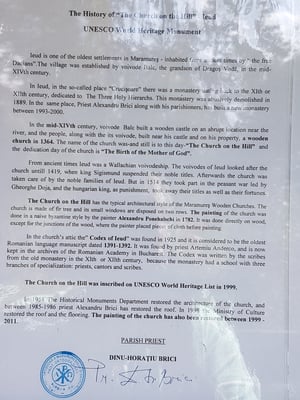 The History of "The Church on the Hill" - Ieud
UNESCO World Heritage Monument
Ieud is one of the oldest settlements in Maramureş - inhabited from ancient times by "the free
Dacians".The village was established by voivode Balc, the grandson of Dragoş Vodă, in the mid-
XIVth century.
In Ieud, in the so-called place "Crucişoare" there was a monastery dating back to the XIth or
XIIth century, dedicated to The Three Holy Hierarchs. This monastery was abusively demolished in
1889. In the same place, Priest Alexandru Brici along with his parishioners, has built a new monastery
between 1993-2000.
In the mid-XIVth century, voivode Balc built a wooden castle on an abrupt location near the
river, and the people, along with the its voivode, built near his castle and on his property, a wooden
church in 1364. The name of the church was-and still is to this day-"The Church on the Hill" and
the dedication day of the church is "The Birth of the Mother of God".
From ancient times Ieud was a Wallachian voivodeship. The voivodes of Ieud looked after the
church until 1419, when king Sigismund suspended their noble titles. Afterwards the church was
taken care of by the noble families of Ieud. But in 1514 they took part in the peasant war led by
Gheorghe Doja, and the hungarian king, as punishment, took away their titles as well as their fortunes.
The Church on the Hill has the typical architectural style of the Maramureş Wooden Churches. The
church is made of tree and is small windows are disposed on two rows. The painting of the church was
done in a naive byzantine style by the painter Alexandru Ponehalschi in 1782. It was done directly on wood,
except for the junctions of the wood, where the painter placed pieces of cloth before painting.
In the church's attic the" Codex of Ieud" was found in 1925 and it is considered to be the oldest
Romanian language manuscript dated 1391-1392. It was found by priest Artemiu Anderco, and is now
kept in the archives of the Romanian Academy in Bucharest. The Codex was written by the scribes
from the old monastery in the XIth or XIIth century, because the monastery had a school with three
branches of specialization: priests, cantors and scribes.
The Church on the Hill was inscribed on UNESCO World Heritage List in 1999.
In 1958 The Historical Monuments Department restored the architecture of the church, and
between 1985-1986 priest Alexandru Brici has restored the roof. In 1998 the Ministry of Culture
restored the roof and the flooring. The painting of the church has also been restored between 1999 -
2011.
PARISH PRIEST
DINU-HORAŢIU BRICI